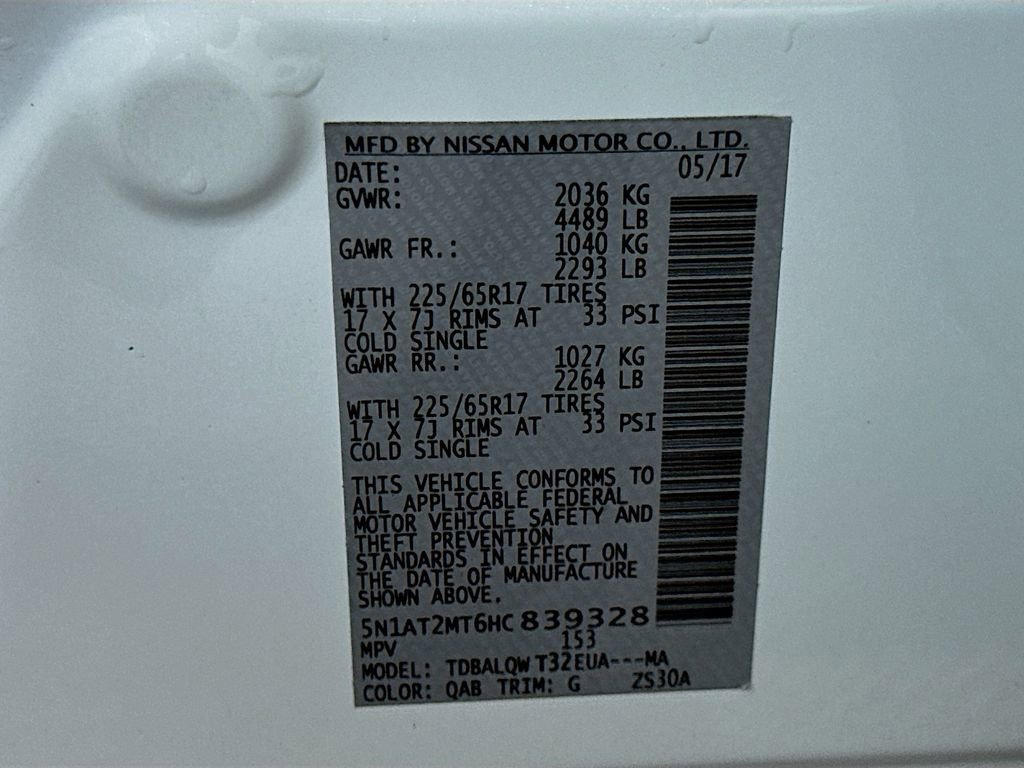 MFD BY NISSAN MOTOR CO., LTD.
DATE: 05/17
GVWR: 2036 KG
4489 LB
GAWR FR.: 1040 KG
2293 LB
WITH 225/65R17 TIRES
17 X 7J RIMS AT 33 PSI
COLD SINGLE
GAWR RR.: 1027 KG
2264 LB
WITH 225/65R17 TIRES
17 X 7J RIMS AT 33 PSI
COLD SINGLE
THIS VEHICLE CONFORMS TO
ALL APPLICABLE FEDERAL
MOTOR VEHICLE SAFETY AND
THEFT PREVENTION
STANDARDS IN EFFECT ON
THE DATE OF MANUFACTURE
SHOWN ABOVE.
5N1AT2MT6HC839328
MPV 153
MODEL: TDBALQW T32EUA---MA
COLOR: QAB TRIM: G ZS30A